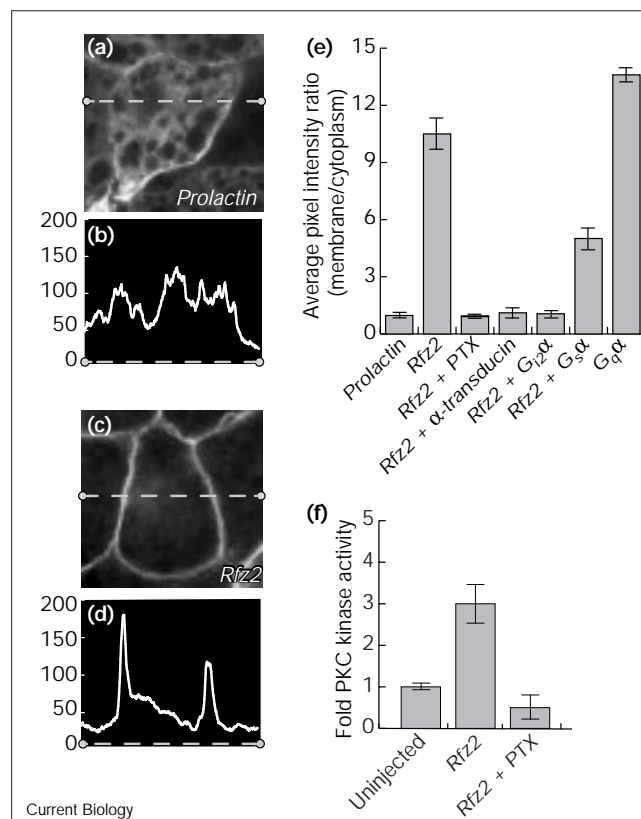 (a)
Prolactin
(b)
200
150
100
50
0
(c)
Rfz2
(d)
200
150
100
50
0
Current Biology
(e)
Average pixel intensity ratio
(membrane/cytoplasm)
15
12
9
6
3
0
Prolactin
Rfz2
Rfz2 + PTX
Rfz2 + α-transducin
Rfz2 + Gi2α
Rfz2 + Gsα
Gqα
(f)
Fold PKC kinase activity
5
4
3
2
1
0
Uninjected
Rfz2
Rfz2 + PTX